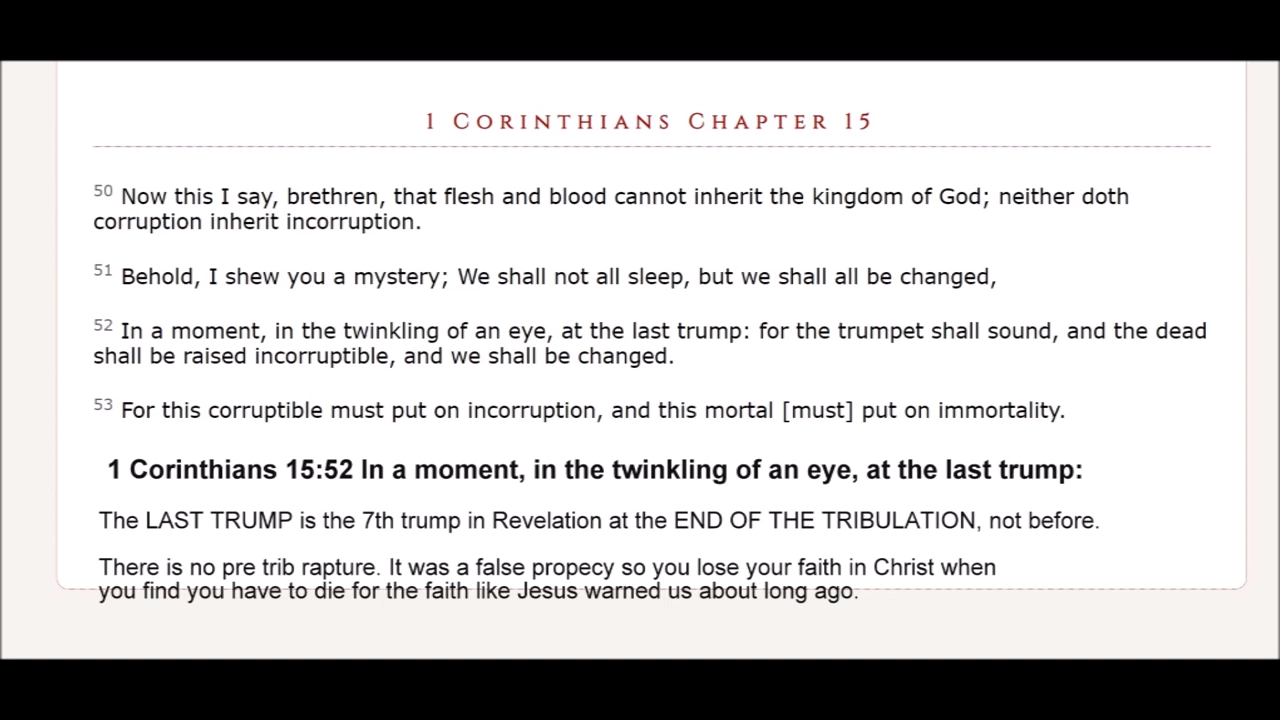 1 Corinthians Chapter 15
50 Now this I say, brethren, that flesh and blood cannot inherit the kingdom of God; neither doth
corruption inherit incorruption.
51 Behold, I shew you a mystery; We shall not all sleep, but we shall all be changed,
52 In a moment, in the twinkling of an eye, at the last trump: for the trumpet shall sound, and the dead
shall be raised incorruptible, and we shall be changed.
53 For this corruptible must put on incorruption, and this mortal [must] put on immortality.
1 Corinthians 15:52 In a moment, in the twinkling of an eye, at the last trump:
The LAST TRUMP is the 7th trump in Revelation at the END OF THE TRIBULATION, not before.
There is no pre trib rapture. It was a false propecy so you lose your faith in Christ when
you find you have to die for the faith like Jesus warned us about long ago.